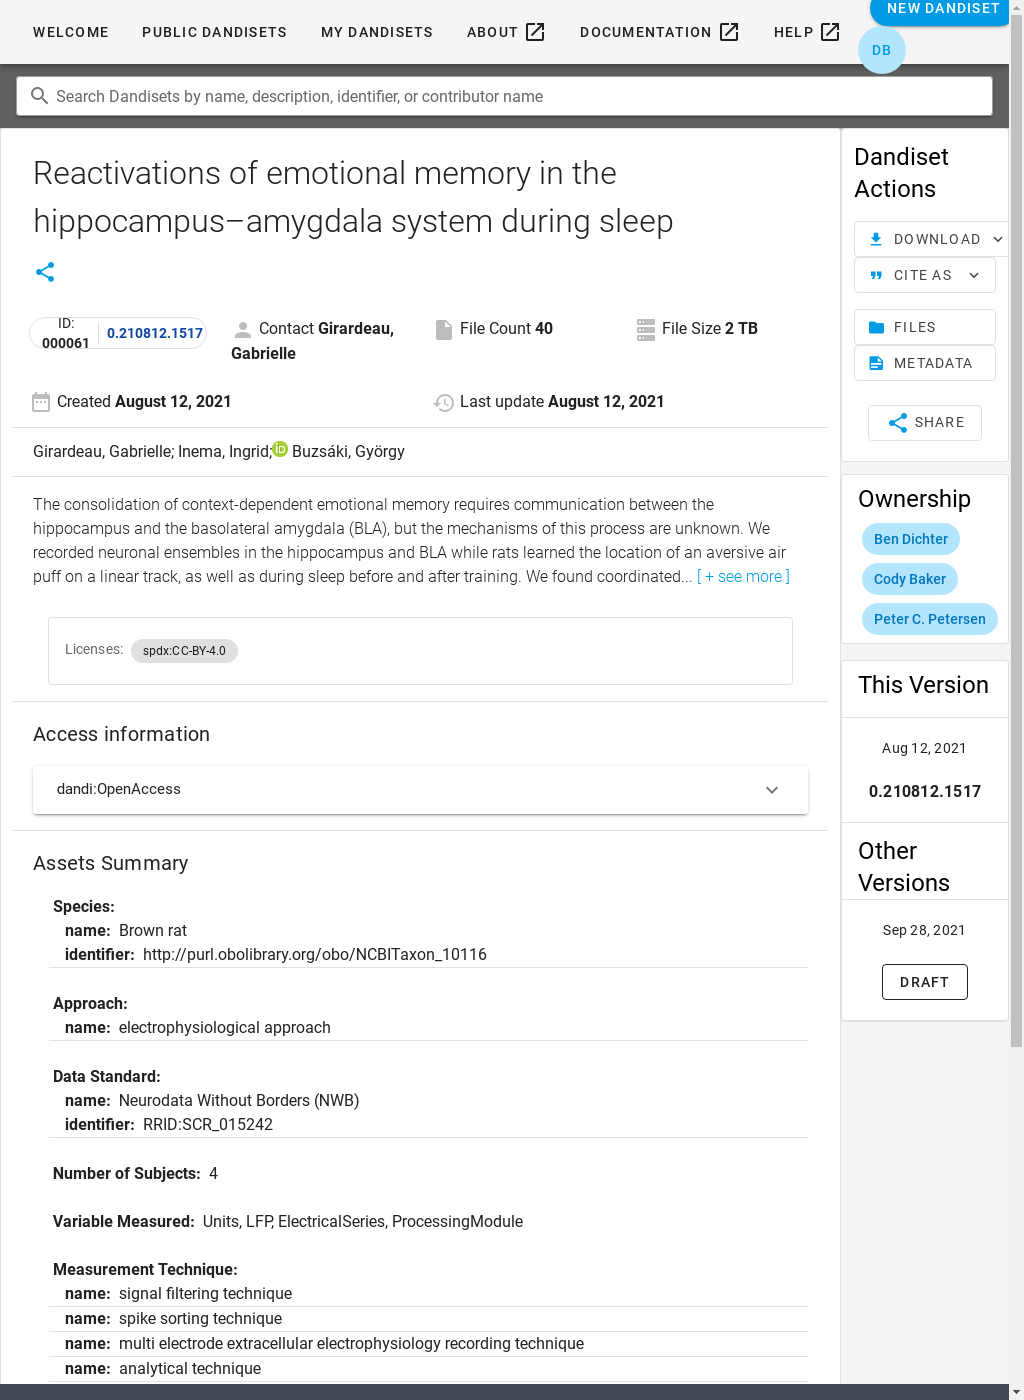 WELCOME PUBLIC DANDISETS MY DANDISETS ABOUT DOCUMENTATION HELP NEW DANDISET
DB
Search Dandisets by name, description, identifier, or contributor name
Reactivations of emotional memory in the
hippocampus–amygdala system during sleep
ID:
000061
0.210812.1517
Contact Girardeau,
Gabrielle
File Count 40
File Size 2 TB
Created August 12, 2021
Last update August 12, 2021
Girardeau, Gabrielle; Inema, Ingrid; iD Buzsáki, György
The consolidation of context-dependent emotional memory requires communication between the
hippocampus and the basolateral amygdala (BLA), but the mechanisms of this process are unknown. We
recorded neuronal ensembles in the hippocampus and BLA while rats learned the location of an aversive air
puff on a linear track, as well as during sleep before and after training. We found coordinated... [ + see more ]
Licenses: spdx:CC-BY-4.0
Access information
dandi:OpenAccess
Assets Summary
Species:
name: Brown rat
identifier: http://purl.obolibrary.org/obo/NCBITaxon_10116
Approach:
name: electrophysiological approach
Data Standard:
name: Neurodata Without Borders (NWB)
identifier: RRID:SCR_015242
Number of Subjects: 4
Variable Measured: Units, LFP, ElectricalSeries, ProcessingModule
Measurement Technique:
name: signal filtering technique
name: spike sorting technique
name: multi electrode extracellular electrophysiology recording technique
name: analytical technique
Dandiset
Actions
DOWNLOAD
CITE AS
FILES
METADATA
SHARE
Ownership
Ben Dichter
Cody Baker
Peter C. Petersen
This Version
Aug 12, 2021
0.210812.1517
Other
Versions
Sep 28, 2021
DRAFT